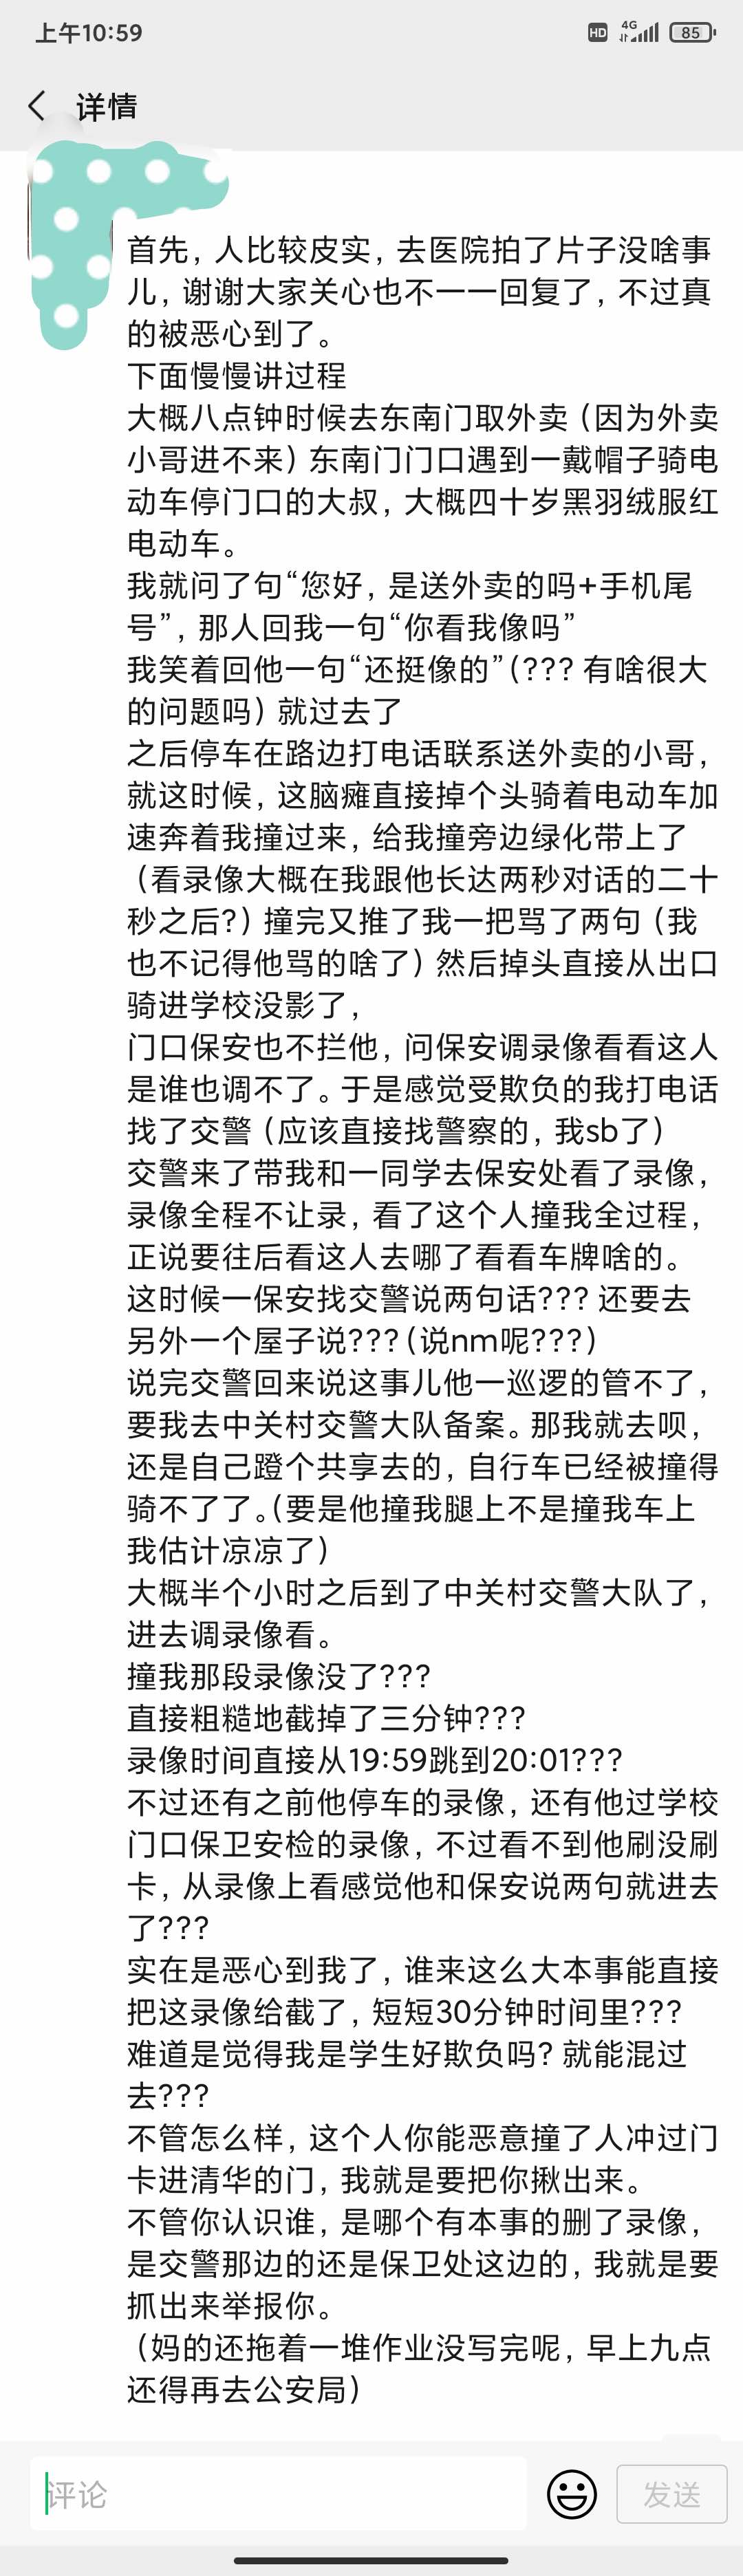 上午10:59
HD 4G 85
详情
首先，人比较皮实，去医院拍了片子没啥事
儿，谢谢大家关心也不一一回复了，不过真
的被恶心到了。
下面慢慢讲过程
大概八点钟时候去东南门取外卖（因为外卖
小哥进不来）东南门门口遇到一戴帽子骑电
动车停门口的大叔，大概四十岁黑羽绒服红
电动车。
我就问了句“您好，是送外卖的吗+手机尾
号”，那人回我一句“你看我像吗”
我笑着回他一句“还挺像的”（??? 有啥很大
的问题吗）就过去了
之后停车在路边打电话联系送外卖的小哥，
就这时候，这脑瘫直接掉个头骑着电动车加
速奔着我撞过来，给我撞旁边绿化带上了
（看录像大概在我跟他长达两秒对话的二十
秒之后?）撞完又推了我一把骂了两句（我
也不记得他骂的啥了）然后掉头直接从出口
骑进学校没影了，
门口保安也不拦他，问保安调录像看看这人
是谁也调不了。于是感觉受欺负的我打电话
找了交警（应该直接找警察的，我sb了）
交警来了带我和一同学去保安处看了录像，
录像全程不让录，看了这个人撞我全过程，
正说要往后看这人去哪了看看车牌啥的。
这时候一保安找交警说两句话??? 还要去
另外一个屋子说???（说nm呢???）
说完交警回来说这事儿他一巡逻的管不了，
要我去中关村交警大队备案。那我就去呗，
还是自己蹬个共享去的，自行车已经被撞得
骑不了了。（要是他撞我腿上不是撞我车上
我估计凉凉了）
大概半个小时之后到了中关村交警大队了，
进去调录像看。
撞我那段录像没了???
直接粗糙地截掉了三分钟???
录像时间直接从19:59跳到20:01???
不过还有之前他停车的录像，还有他过学校
门口保卫安检的录像，不过看不到他刷没刷
卡，从录像上看感觉他和保安说两句就进去
了???
实在是恶心到我了，谁来这么大本事能直接
把这录像给截了，短短30分钟时间里???
难道是觉得我是学生好欺负吗? 就能混过
去???
不管怎么样，这个人你能恶意撞了人冲过门
卡进清华的门，我就是要把你揪出来。
不管你认识谁，是哪个有本事的删了录像，
是交警那边的还是保卫处这边的，我就是要
抓出来举报你。
（妈的还拖着一堆作业没写完呢，早上九点
还得再去公安局）
评论
发送